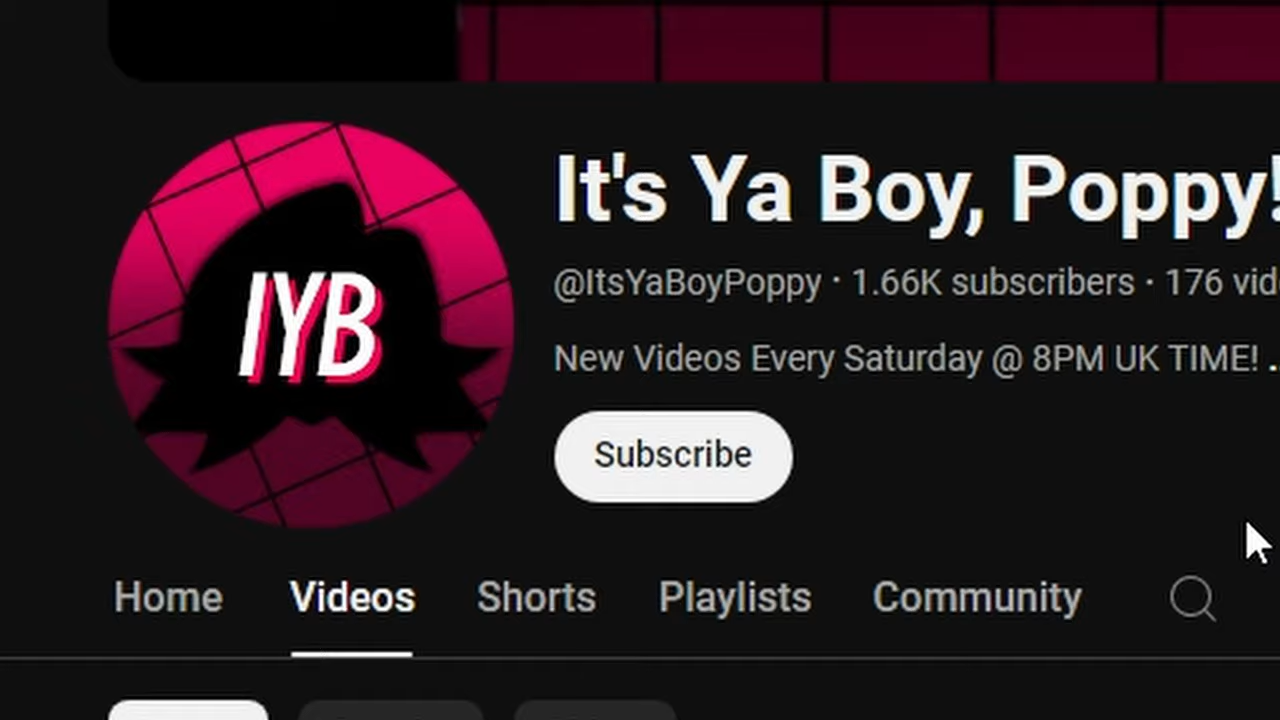 IYB
It's Ya Boy, Poppy!
@ItsYaBoyPoppy · 1.66K subscribers · 176
New Videos Every Saturday @ 8PM UK TIME! ..
Subscribe
Home Videos Shorts Playlists Community